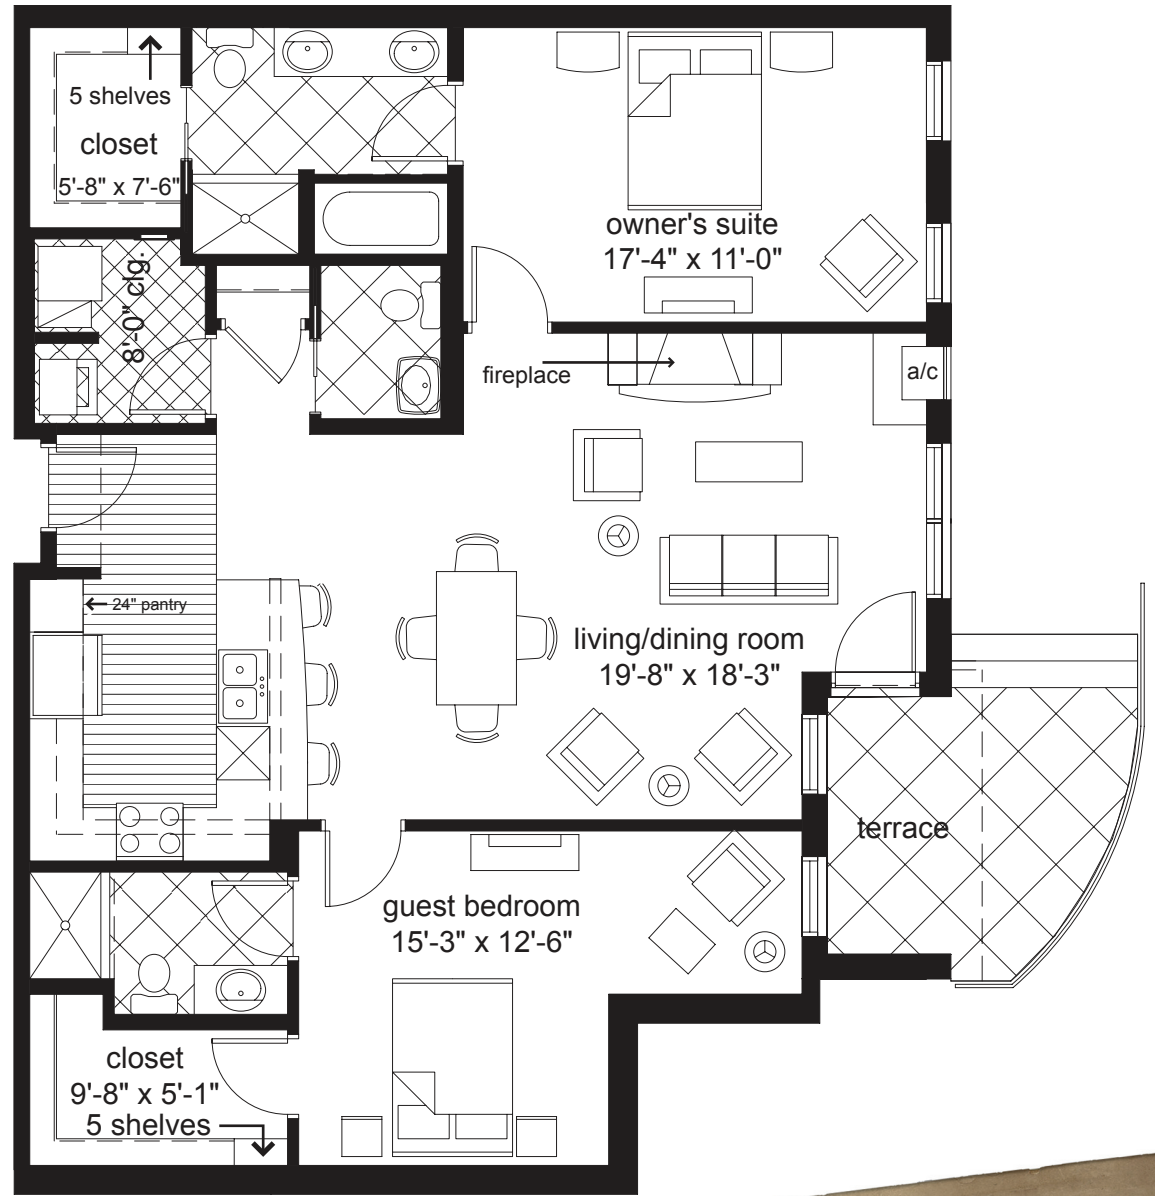 5 shelves
closet
5'-8" x 7'-6"
owner's suite
17'-4" x 11'-0"
8'-0" clg.
fireplace
a/c
24" pantry
living/dining room
19'-8" x 18'-3"
terrace
guest bedroom
15'-3" x 12'-6"
closet
9'-8" x 5'-1"
5 shelves